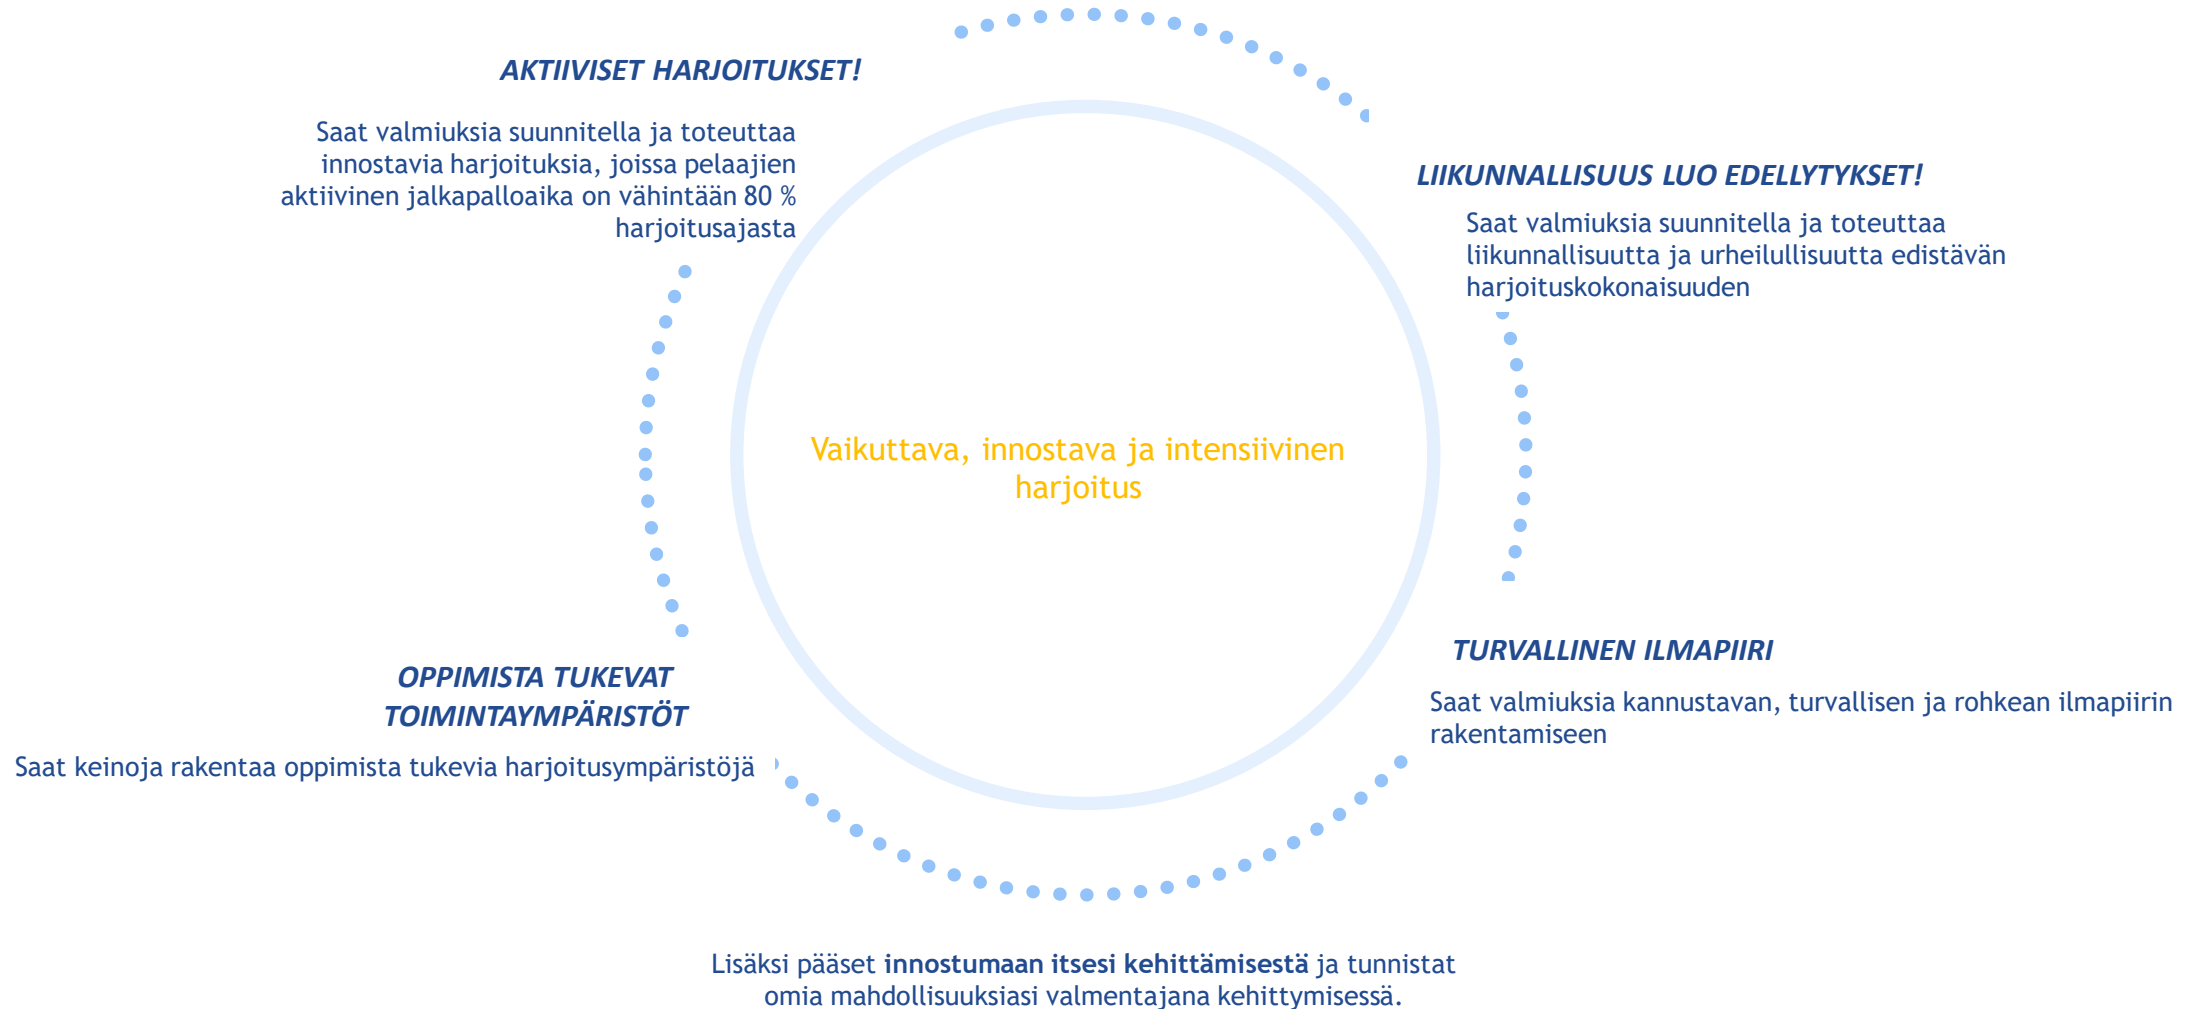 AKTIIVISET HARJOITUKSET!
Saat valmiuksia suunnitella ja toteuttaa
innostavia harjoituksia, joissa pelaajien
aktiivinen jalkapalloaika on vähintään 80 %
harjoitusajasta
LIIKUNNALLISUUS LUO EDELLYTYKSET!
Saat valmiuksia suunnitella ja toteuttaa
liikunnallisuutta ja urheilullisuutta edistävän
harjoituskokonaisuuden
Vaikuttava, innostava ja intensiivinen
harjoitus
OPPIMISTA TUKEVAT
TOIMINTAYMPÄRISTÖT
Saat keinoja rakentaa oppimista tukevia harjoitusympäristöjä
TURVALLINEN ILMAPIIRI
Saat valmiuksia kannustavan, turvallisen ja rohkean ilmapiirin
rakentamiseen
Lisäksi pääset innostumaan itsesi kehittämisestä ja tunnistat
omia mahdollisuuksiasi valmentajana kehittymisessä.